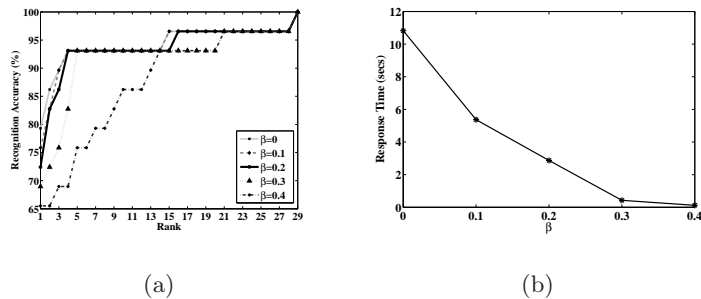 100
95
90
85
80
75
70
65
Recognition Accuracy (%)
1 3 5 7 9 11 13 15 17 19 21 23 25 27 29
Rank
β=0
β=0.1
β=0.2
β=0.3
β=0.4
(a)
12
10
8
6
4
2
0
Response Time (secs)
0 0.1 0.2 0.3 0.4
β
(b)